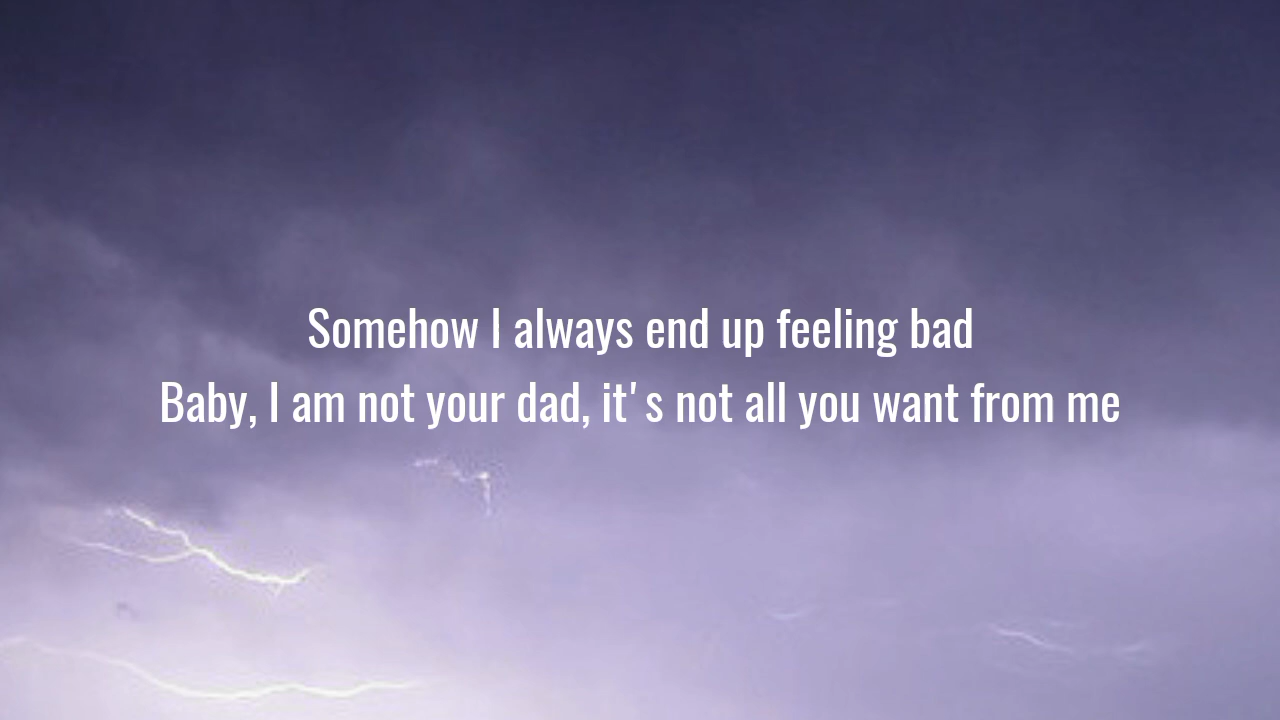 Somehow I always end up feeling bad
Baby, I am not your dad, it's not all you want from me